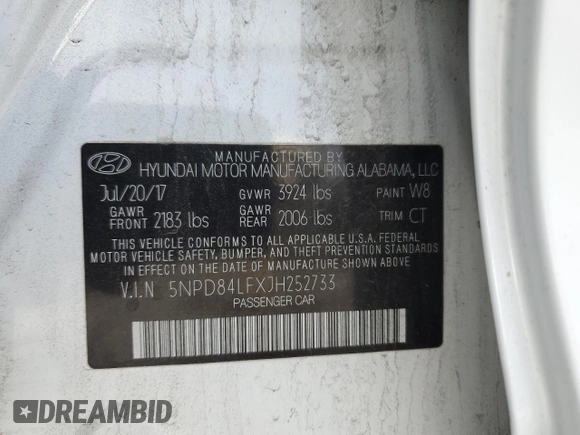 MANUFACTURED BY
HYUNDAI MOTOR MANUFACTURING ALABAMA, LLC
Jul/20/17 GVWR 3924 lbs PAINT W8
GAWR FRONT 2183 lbs GAWR REAR 2006 lbs TRIM CT
THIS VEHICLE CONFORMS TO ALL APPLICABLE U.S.A. FEDERAL
MOTOR VEHICLE SAFETY, BUMPER, AND THEFT PREVENTION STANDARDS
IN EFFECT ON THE DATE OF MANUFACTURE SHOWN ABOVE.
V.I.N 5NPD84LFXJH252733
PASSENGER CAR
DREAMBID